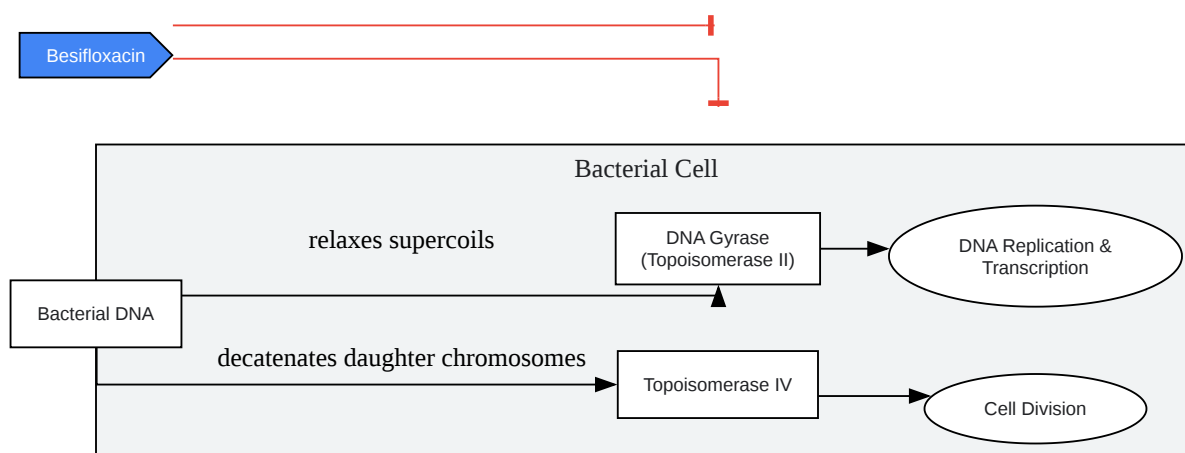 Besifloxacin
Bacterial Cell
relaxes supercoils
DNA Gyrase
(Topoisomerase II)
DNA Replication &
Transcription
Bacterial DNA
decatenates daughter chromosomes
Topoisomerase IV
Cell Division